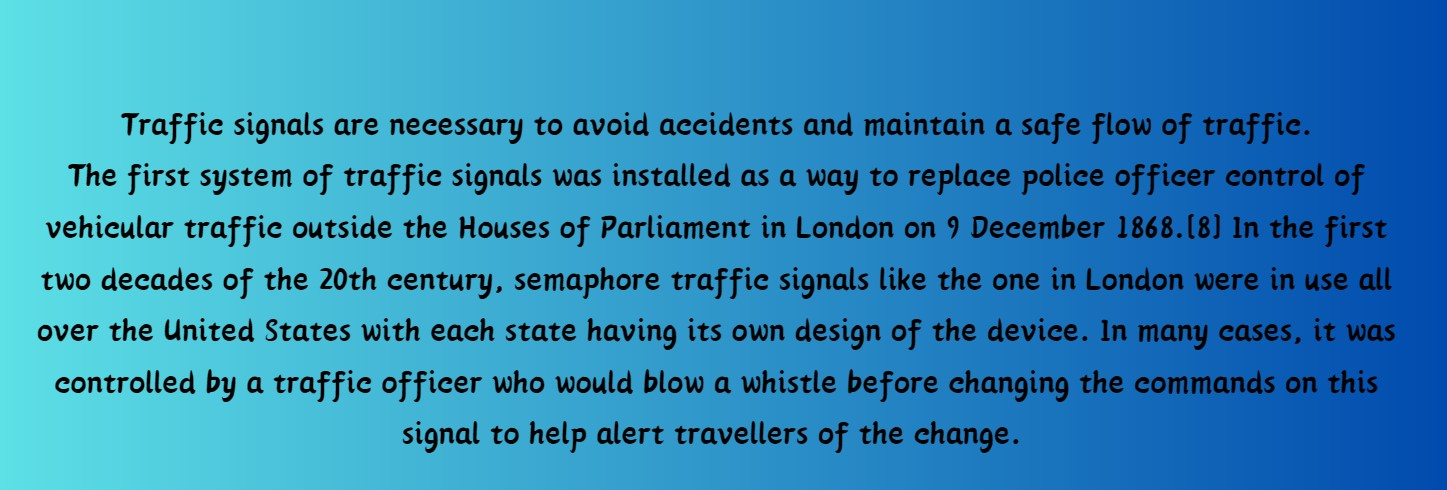 Traffic signals are necessary to avoid accidents and maintain a safe flow of traffic.
The first system of traffic signals was installed as a way to replace police officer control of
vehicular traffic outside the Houses of Parliament in London on 9 December 1868.[8] In the first
two decades of the 20th century, semaphore traffic signals like the one in London were in use all
over the United States with each state having its own design of the device. In many cases, it was
controlled by a traffic officer who would blow a whistle before changing the commands on this
signal to help alert travellers of the change.